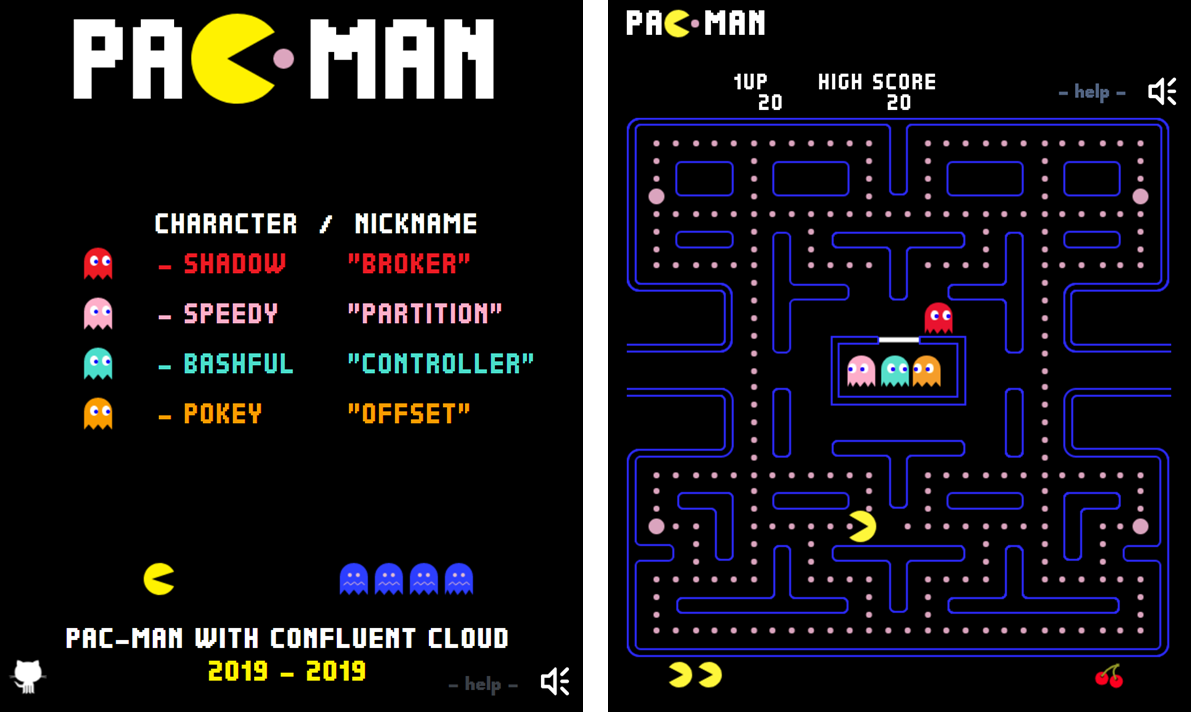 PAC-MAN
CHARACTER / NICKNAME
- SHADOW "BROKER"
- SPEEDY "PARTITION"
- BASHFUL "CONTROLLER"
- POKEY "OFFSET"
PAC-MAN WITH CONFLUENT CLOUD
2019 - 2019
- help -
PAC-MAN
1UP HIGH SCORE
20 20
- help -